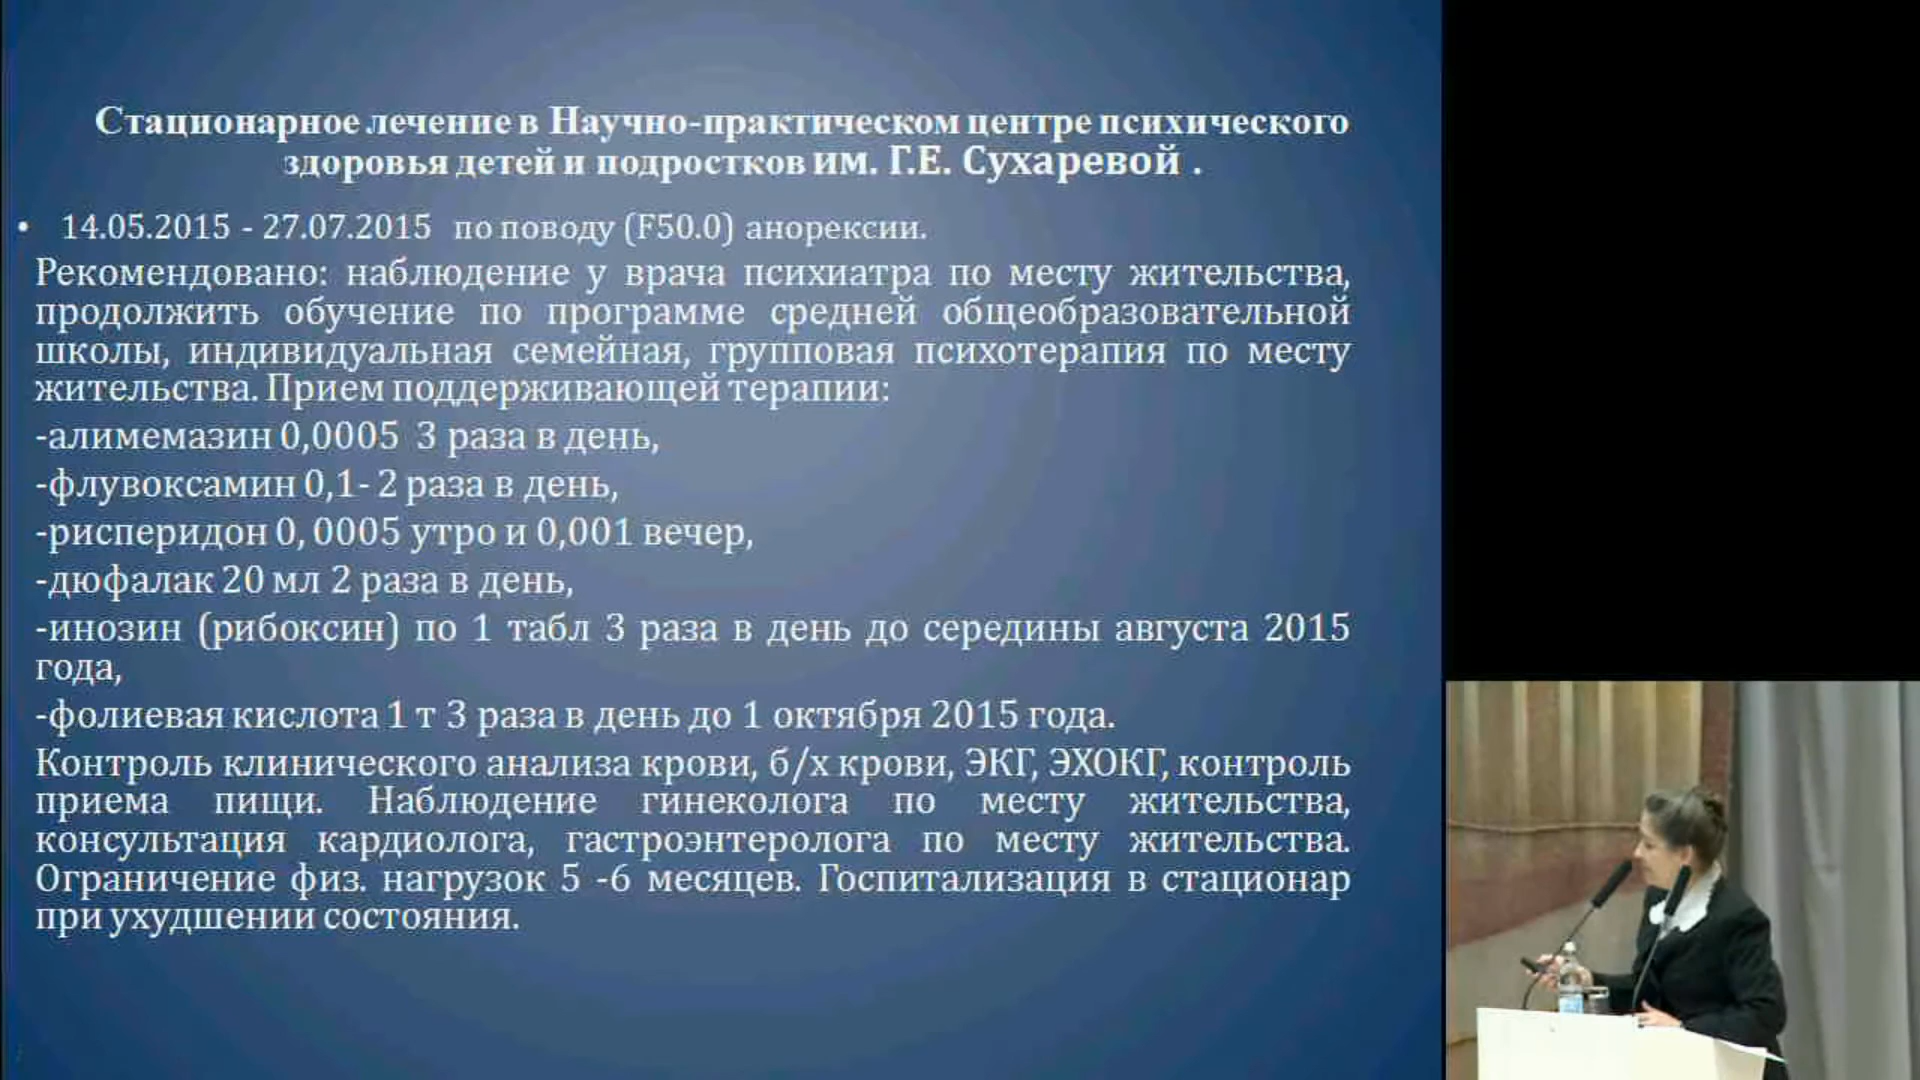 Стационарное лечение в Научно-практическом центре психического
здоровья детей и подростков им. Г.Е. Сухаревой .
• 14.05.2015 - 27.07.2015 по поводу (F50.0) анорексии.
Рекомендовано: наблюдение у врача психиатра по месту жительства,
продолжить обучение по программе средней общеобразовательной
школы, индивидуальная семейная, групповая психотерапия по месту
жительства. Прием поддерживающей терапии:
-алимемазин 0,0005 3 раза в день,
-флувоксамин 0,1- 2 раза в день,
-рисперидон 0, 0005 утро и 0,001 вечер,
-дюфалак 20 мл 2 раза в день,
-инозин (рибоксин) по 1 табл 3 раза в день до середины августа 2015
года,
-фолиевая кислота 1 т 3 раза в день до 1 октября 2015 года.
Контроль клинического анализа крови, б/х крови, ЭКГ, ЭХОКГ, контроль
приема пищи. Наблюдение гинеколога по месту жительства,
консультация кардиолога, гастроэнтеролога по месту жительства.
Ограничение физ. нагрузок 5 -6 месяцев. Госпитализация в стационар
при ухудшении состояния.